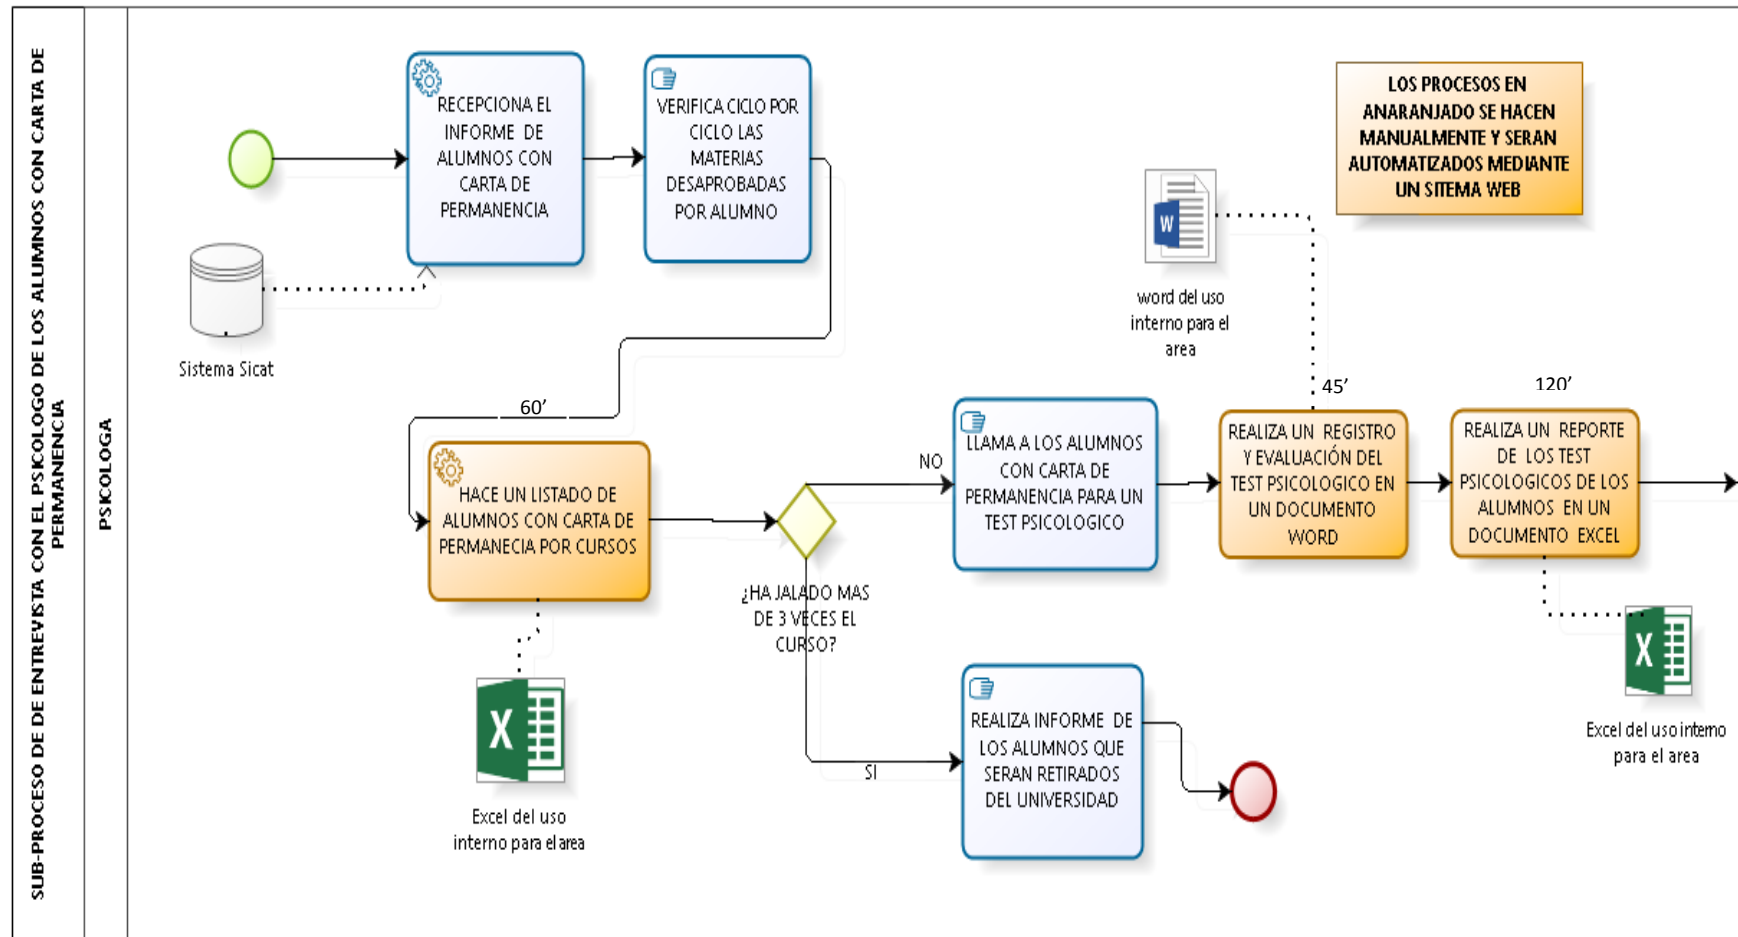 SUB-PROCESO DE DE ENTREVISTA CON EL PSICOLOGO DE LOS ALUMNOS CON CARTA DE
PERMANENCIA
PSICOLOGA
RECEPCIONA EL
INFORME DE
ALUMNOS CON
CARTA DE
PERMANENCIA
VERIFICA CICLO POR
CICLO LAS
MATERIAS
DESAPROBADAS
POR ALUMNO
LOS PROCESOS EN
ANARANJADO SE HACEN
MANUALMENTE Y SERAN
AUTOMATIZADOS MEDIANTE
UN SITEMA WEB
Sistema Sicat
W
word del uso
interno para el
area
60’
HACE UN LISTADO DE
ALUMNOS CON CARTA DE
PERMANECIA POR CURSOS
X
Excel del uso
interno para el area
¿HA JALADO MAS
DE 3 VECES EL
CURSO?
NO
LLAMA A LOS ALUMNOS
CON CARTA DE
PERMANENCIA PARA UN
TEST PSICOLOGICO
45’
REALIZA UN REGISTRO
Y EVALUACIÓN DEL
TEST PSICOLOGICO EN
UN DOCUMENTO
WORD
120’
REALIZA UN REPORTE
DE LOS TEST
PSICOLOGICOS DE LOS
ALUMNOS EN UN
DOCUMENTO EXCEL
X
Excel del uso interno
para el area
SI
REALIZA INFORME DE
LOS ALUMNOS QUE
SERAN RETIRADOS
DEL UNIVERSIDAD